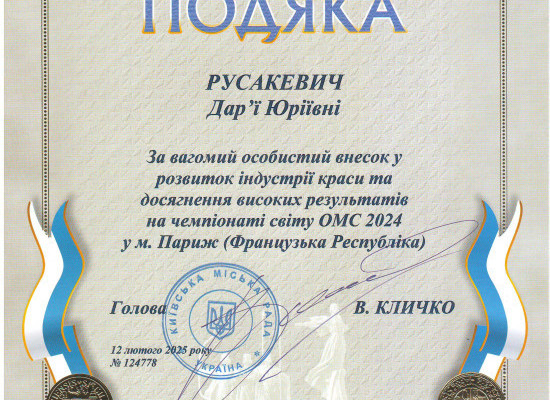 ПОДЯКА
РУСАКЕВИЧ
Дар’ї Юріївні
За вагомий особистий внесок у
розвиток індустрії краси та
досягнення високих результатів
на чемпіонаті світу ОМС 2024
у м. Париж (Французька Республіка)
Голова
В. КЛИЧКО
КИЇВСЬКА МІСЬКА РАДА
УКРАЇНА
12 лютого 2025 року
№ 124778